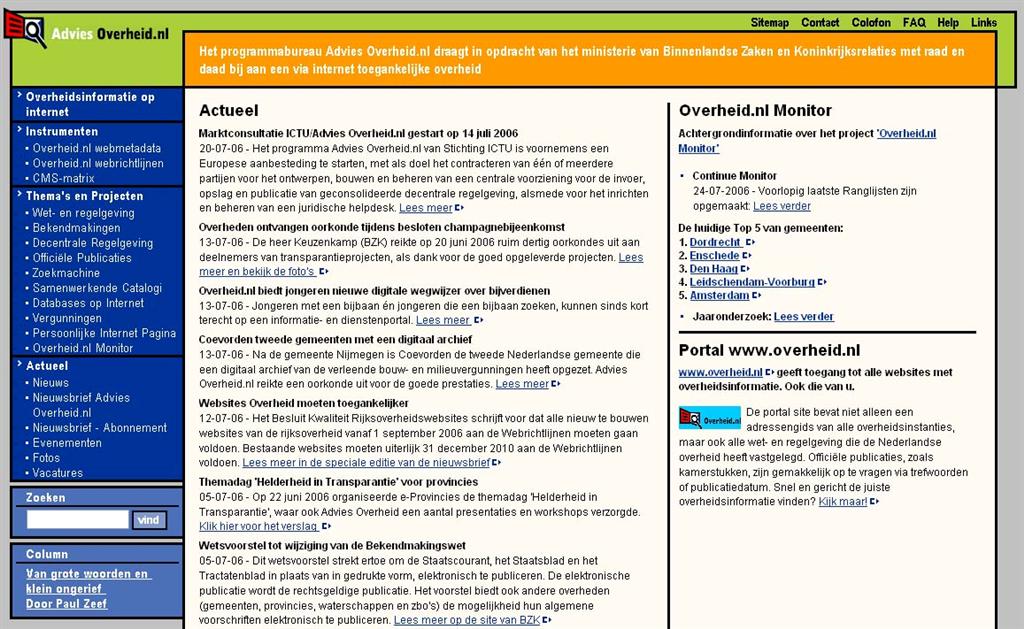 Sitemap Contact Colofon FAQ Help Links
Advies Overheid.nl
Het programmabureau Advies Overheid.nl draagt in opdracht van het ministerie van Binnenlandse Zaken en Koninkrijksrelaties met raad en
daad bij aan een via internet toegankelijke overheid
Overheidsinformatie op
internet
Instrumenten
Overheid.nl webmetadata
Overheid.nl webrichtlijnen
CMS-matrix
Thema's en Projecten
Wet- en regelgeving
Bekendmakingen
Decentrale Regelgeving
Officiële Publicaties
Zoekmachine
Samenwerkende Catalogi
Databases op Internet
Vergunningen
Persoonlijke Internet Pagina
Overheid.nl Monitor
Actueel
Nieuws
Nieuwsbrief Advies
Overheid.nl
Nieuwsbrief - Abonnement
Evenementen
Fotos
Vacatures
Zoeken
vind
Column
Van grote woorden en
klein ongerief
Door Paul Zeef
Actueel
Marktconsultatie ICTU/Advies Overheid.nl gestart op 14 juli 2006
20-07-06 - Het programma Advies Overheid.nl van Stichting ICTU is voornemens een
Europese aanbesteding te starten, met als doel het contracteren van één of meerdere
partijen voor het ontwerpen, bouwen en beheren van een centrale voorziening voor de invoer,
opslag en publicatie van geconsolideerde decentrale regelgeving, alsmede voor het inrichten
en beheren van een juridische helpdesk. Lees meer
Overheden ontvangen oorkonde tijdens besloten champagnebijeenkomst
13-07-06 - De heer Keuzenkamp (BZK) reikte op 20 juni 2006 ruim dertig oorkondes uit aan
deelnemers van transparantieprojecten, als dank voor de goed opgeleverde projecten. Lees
meer en bekijk de foto's
Overheid.nl biedt jongeren nieuwe digitale wegwijzer over bijverdienen
13-07-06 - Jongeren met een bijbaan én jongeren die een bijbaan zoeken, kunnen sinds kort
terecht op een informatie- en dienstenportal. Lees meer
Coevorden tweede gemeenten met een digitaal archief
13-07-06 - Na de gemeente Nijmegen is Coevorden de tweede Nederlandse gemeente die
een digitaal archief van de verleende bouw- en milieuvergunningen heeft opgezet. Advies
Overheid.nl reikte een oorkonde uit voor de goede prestaties. Lees meer
Websites Overheid moeten toegankelijker
12-07-06 - Het Besluit Kwaliteit Rijksoverheidswebsites schrijft voor dat alle nieuw te bouwen
websites van de rijksoverheid vanaf 1 september 2006 aan de Webrichtlijnen moeten gaan
voldoen. Bestaande websites moeten uiterlijk 31 december 2010 aan de Webrichtlijnen
voldoen. Lees meer in de speciale editie van de nieuwsbrief
Themadag 'Helderheid in Transparantie' voor provincies
05-07-06 - Op 22 juni 2006 organiseerde e-Provincies de themadag 'Helderheid in
Transparantie', waar ook Advies Overheid een aantal presentaties en workshops verzorgde.
Klik hier voor het verslag
Wetsvoorstel tot wijziging van de Bekendmakingswet
05-07-06 - Dit wetsvoorstel strekt ertoe om de Staatscourant, het Staatsblad en het
Tractatenblad in plaats van in gedrukte vorm, elektronisch te publiceren. De elektronische
publicatie wordt de rechtsgeldige publicatie. Het voorstel biedt ook andere overheden
(gemeenten, provincies, waterschappen en zbo's) de mogelijkheid hun algemene
voorschriften elektronisch te publiceren. Lees meer op de site van BZK
Overheid.nl Monitor
Achtergrondinformatie over het project 'Overheid.nl
Monitor'
Continue Monitor
24-07-2006 - Voorlopig laatste Ranglijsten zijn
opgemaakt: Lees verder
De huidige Top 5 van gemeenten:
1. Dordrecht
2. Enschede
3. Den Haag
4. Leidschendam-Voorburg
5. Amsterdam
Jaaronderzoek: Lees verder
Portal www.overheid.nl
www.overheid.nl geeft toegang tot alle websites met
overheidsinformatie. Ook die van u.
Overheid.nl
De portal site bevat niet alleen een
adressengids van alle overheidsinstanties,
maar ook alle wet- en regelgeving die de Nederlandse
overheid heeft vastgelegd. Officiële publicaties, zoals
kamerstukken, zijn gemakkelijk op te vragen via trefwoorden
of publicatiedatum. Snel en gericht de juiste
overheidsinformatie vinden? Kijk maar!